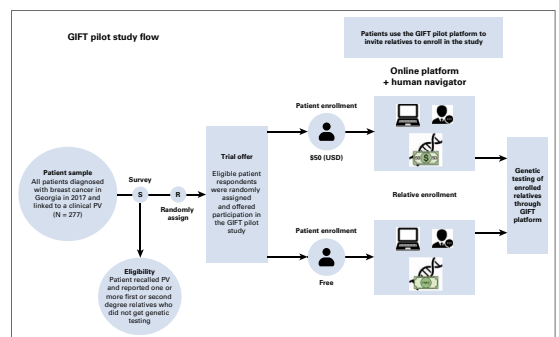 GIFT pilot study flow
Patients use the GIFT pilot platform to
invite relatives to enroll in the study
Online platform
+ human navigator
Patient enrollment
$50 (USD)
Patient sample
All patients diagnosed
with breast cancer in
Georgia in 2017 and
linked to a clinical PV
(N = 277)
Survey
S
R
Randomly
assign
Trial offer
Eligible patient
respondents were
randomly
assigned
and offered
participation in
the GIFT pilot
study
Relative enrollment
Genetic
testing of
enrolled
relatives
through
GIFT
platform
Patient enrollment
Free
Eligibility
Patient recalled PV
and reported one or
more first or second
degree relatives who
did not get genetic
testing